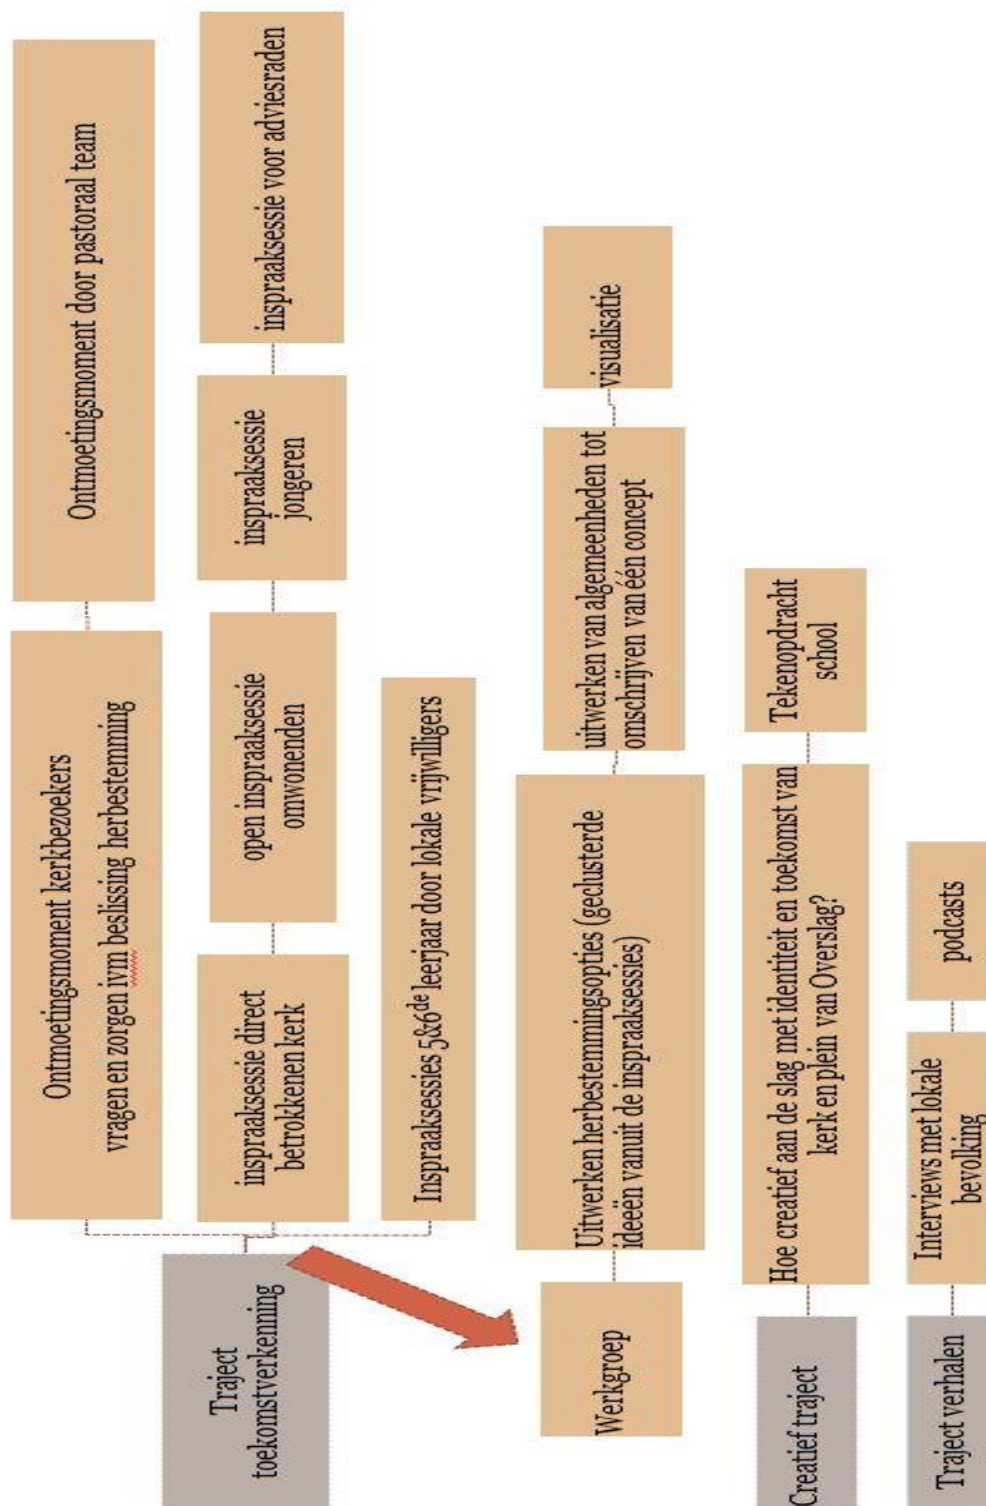 Traject
toekomstverkenning
Ontmoetingsmoment kerkbezoekers
vragen en zorgen ivm beslissing herbestemming
Ontmoetingsmoment door pastoraal team
inspraaksessie direct
betrokkenen kerk
open inspraaksessie
omwonenden
inspraaksessie
jongeren
inspraaksessie voor adviesraden
Inspraaksessies 5&6de leerjaar door lokale vrijwilligers
Werkgroep
Uitwerken herbestemmingsopties (geclusterde
ideeën vanuit de inspraaksessies)
uitwerken van algemeenheden tot
omschrijven van één concept
visualisatie
Creatief traject
Hoe creatief aan de slag met identiteit en toekomst van
kerk en plein van Overslag?
Tekenopdracht
school
Traject verhalen
Interviews met lokale
bevolking
podcasts